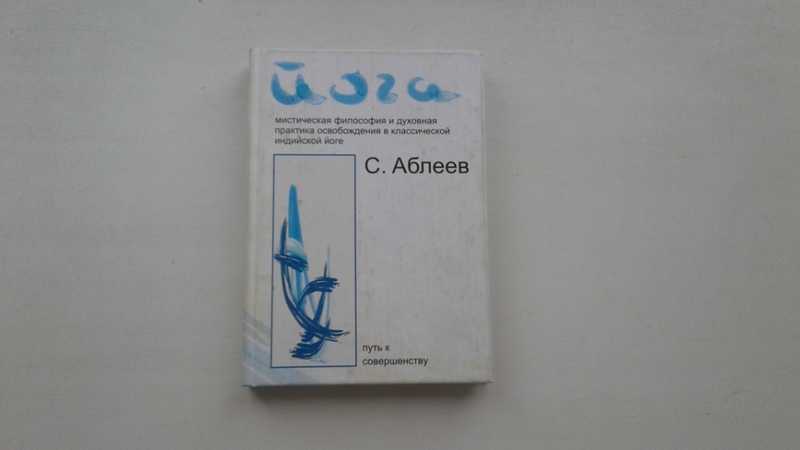 йога
мистическая философия и духовная
практика освобождения в классической
индийской йоге
С. Аблеев
путь к
совершенству